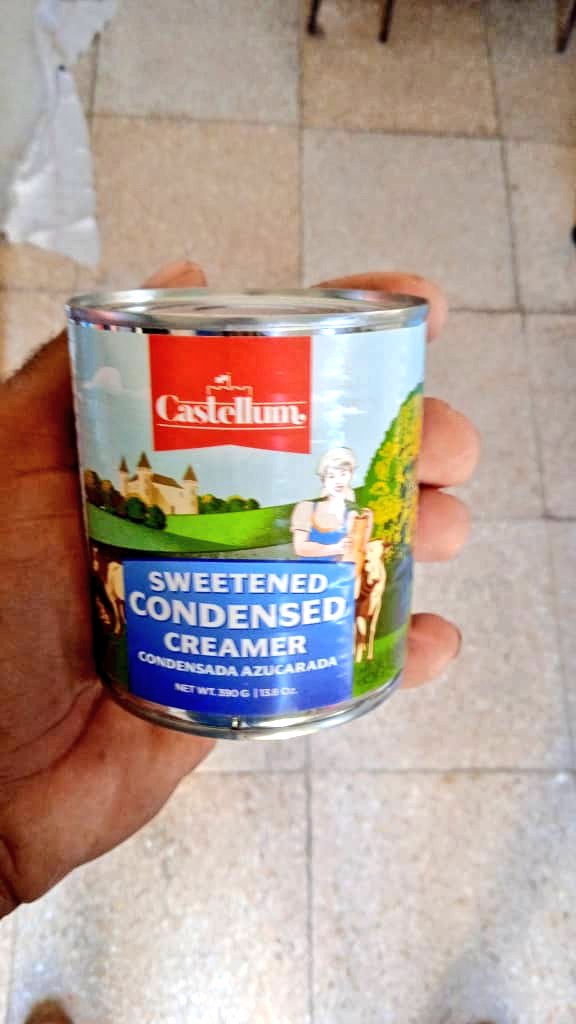 Castellum
SWEETENED
CONDENSED
CREAMER
CONDENSADA AZUCARADA
NET WT. 390 G | 13.8 Oz.